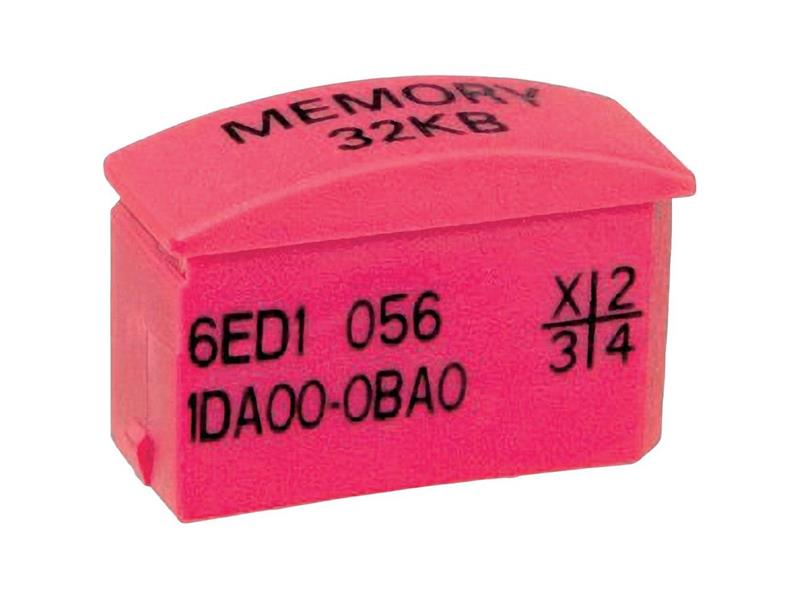 MEMORY
32KB
6ED1 056
1DA00-0BA0
X 2
3 4